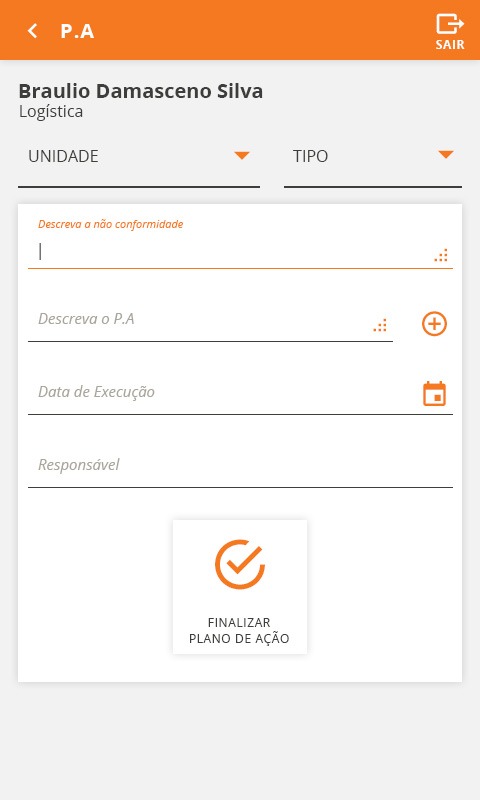 P.A
SAIR
Braulio Damasceno Silva
Logística
UNIDADE
TIPO
Descreva a não conformidade
Descreva o P.A
Data de Execução
Responsável
FINALIZAR
PLANO DE AÇÃO